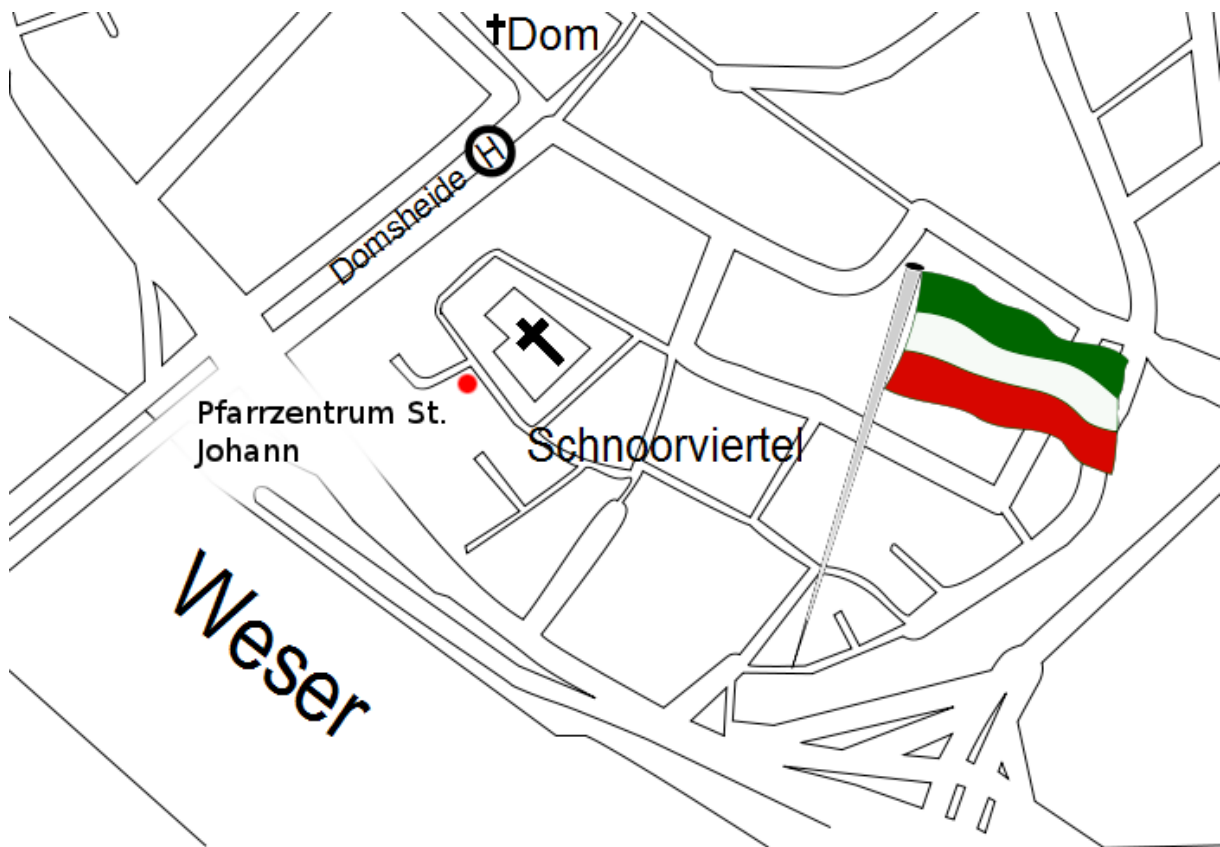 Dom
H
Domsheide
Pfarrzentrum St.
Johann
Schnoorviertel
Weser